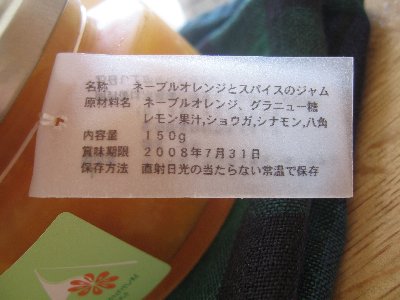 名称 ネーブルオレンジとスパイスのジャム
原材料名 ネーブルオレンジ、グラニュー糖
レモン果汁,ショウガ,シナモン,八角
内容量 150g
賞味期限 2008年7月31日
保存方法 直射日光の当たらない常温で保存